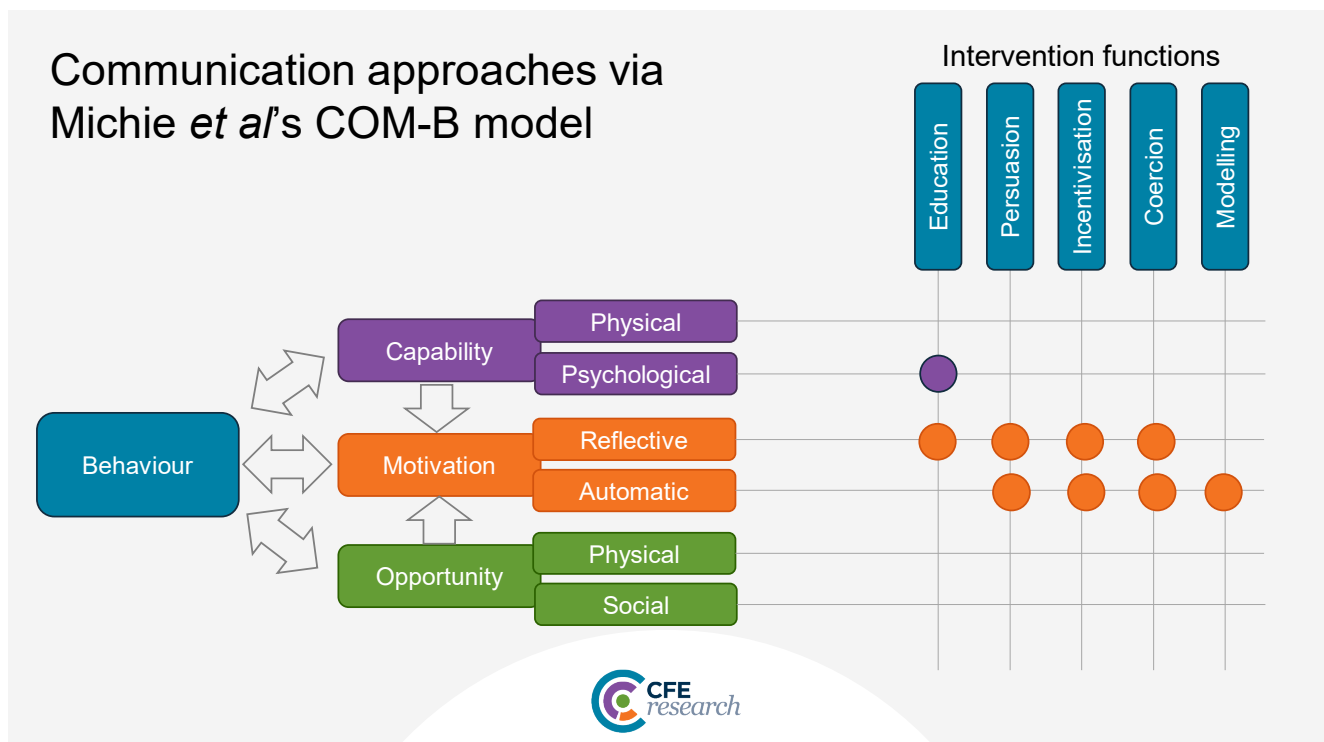 Communication approaches via
Michie et al's COM-B model
Intervention functions
Education
Persuasion
Incentivisation
Coercion
Modelling
Physical
Capability
Psychological
Reflective
Behaviour
Motivation
Automatic
Physical
Opportunity
Social
CFE
research